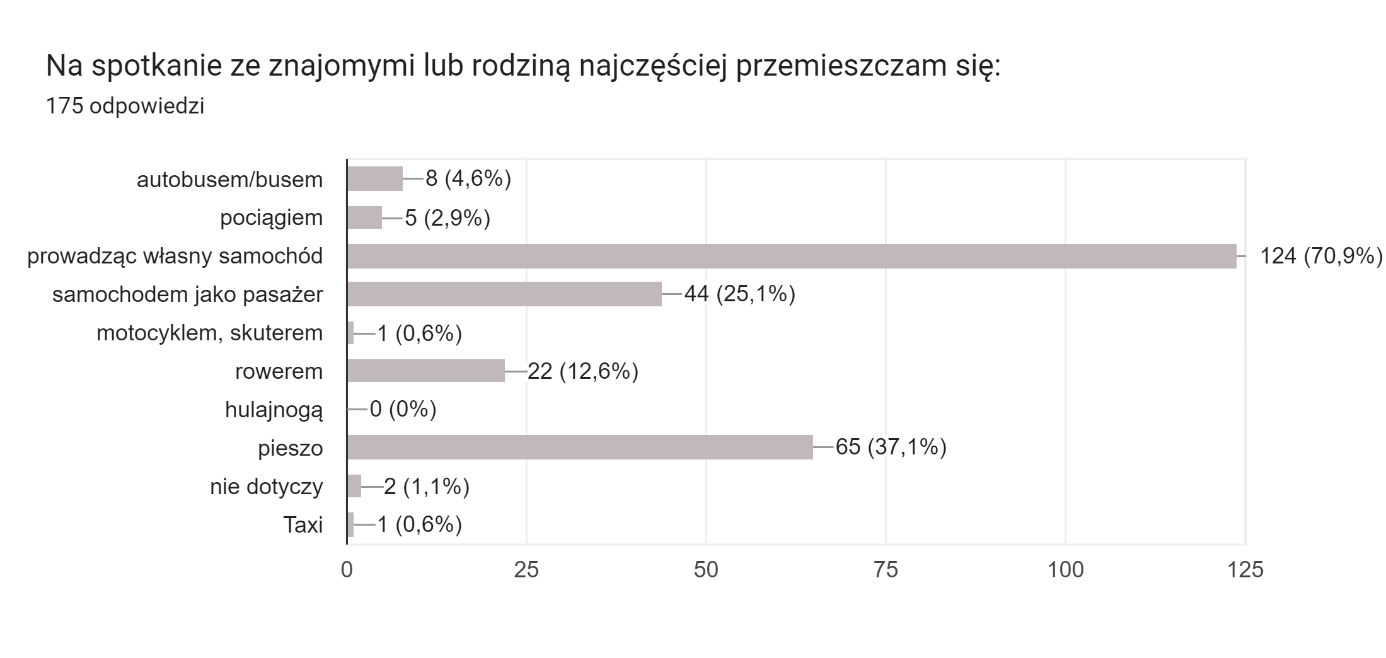 Na spotkanie ze znajomymi lub rodziną najczęściej przemieszczam się:
175 odpowiedzi
autobusem/busem 8 (4,6%)
pociągiem 5 (2,9%)
prowadząc własny samochód 124 (70,9%)
samochodem jako pasażer 44 (25,1%)
motocyklem, skuterem 1 (0,6%)
rowerem 22 (12,6%)
hulajnogą 0 (0%)
pieszo 65 (37,1%)
nie dotyczy 2 (1,1%)
Taxi 1 (0,6%)
0 25 50 75 100 125